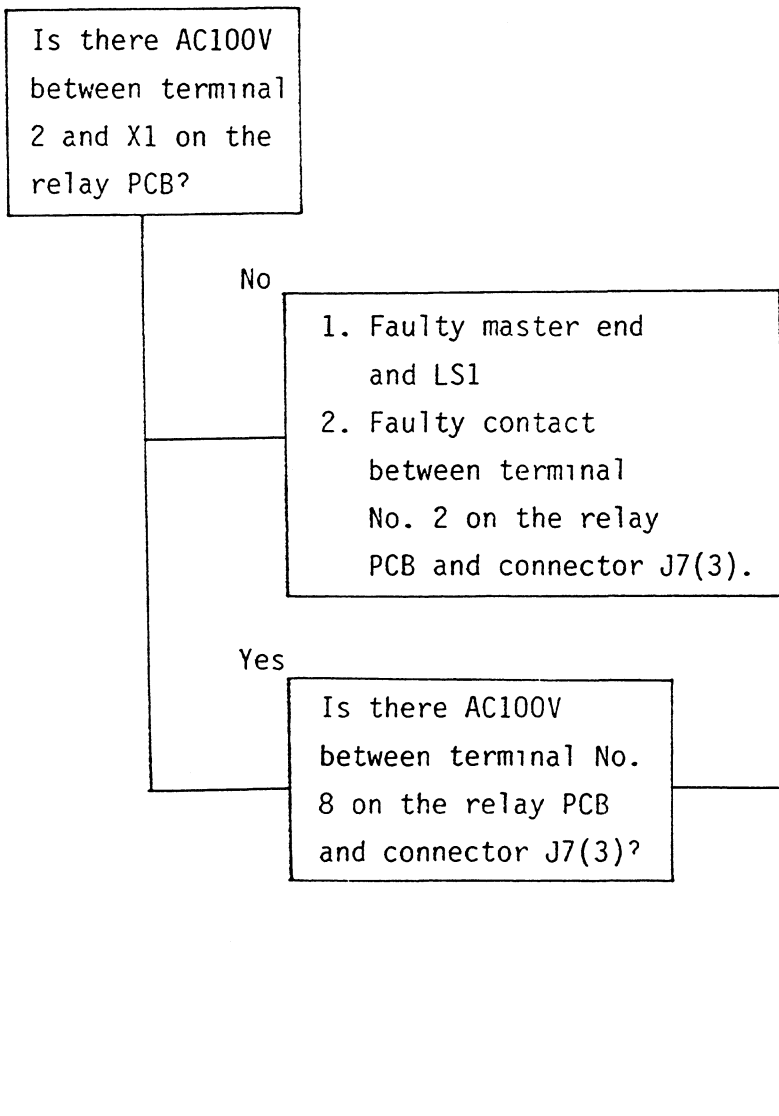 Is there AC100V
between terminal
2 and X1 on the
relay PCB?
No
1. Faulty master end
and LS1
2. Faulty contact
between terminal
No. 2 on the relay
PCB and connector J7(3).
Yes
Is there AC100V
between terminal No.
8 on the relay PCB
and connector J7(3)?